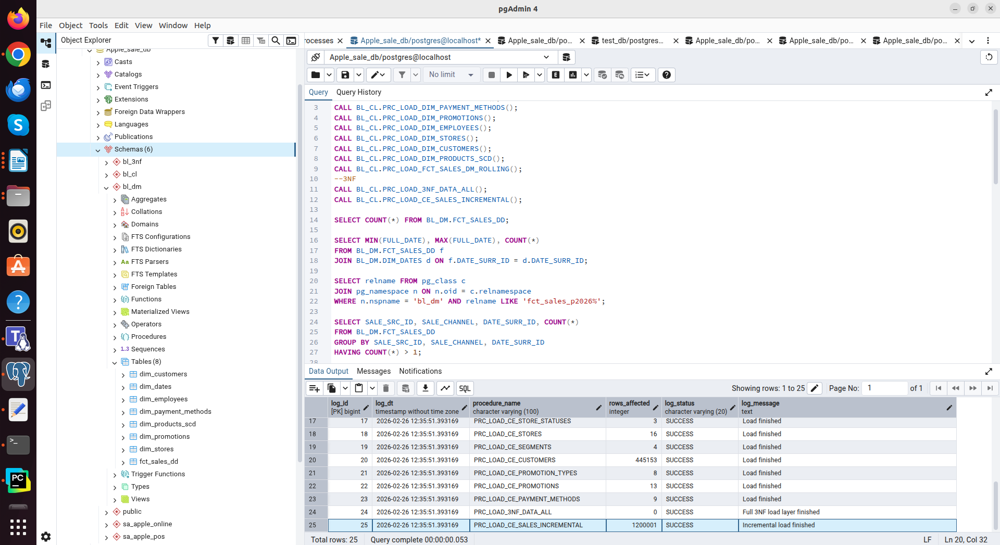 pgAdmin 4
File Object Tools Edit View Window Help
Object Explorer
Apple_sale_db
Casts
Catalogs
Event Triggers
Extensions
Foreign Data Wrappers
Languages
Publications
Schemas (6)
bl_3nf
bl_cl
bl_dm
Aggregates
Collations
Domains
FTS Configurations
FTS Dictionaries
Aa FTS Parsers
FTS Templates
Foreign Tables
Functions
Materialized Views
Operators
Procedures
1..3 Sequences
Tables (8)
dim_customers
dim_dates
dim_employees
dim_payment_methods
dim_products_scd
dim_promotions
dim_stores
fct_sales_dd
Trigger Functions
Types
Views
public
sa_apple_online
sa_apple_pos
rocesses Apple_sale_db/postgres@localhost* Apple_sale_db/po... test_db/postgres... Apple_sale_db/po... Apple_sale_db/po... Apple_sale_db/po...
Apple_sale_db/postgres@localhost
No limit
Query Query History
3 CALL BL_CL.PRC_LOAD_DIM_PAYMENT_METHODS();
4 CALL BL_CL.PRC_LOAD_DIM_PROMOTIONS();
5 CALL BL_CL.PRC_LOAD_DIM_EMPLOYEES();
6 CALL BL_CL.PRC_LOAD_DIM_STORES();
7 CALL BL_CL.PRC_LOAD_DIM_CUSTOMERS();
8 CALL BL_CL.PRC_LOAD_DIM_PRODUCTS_SCD();
9 CALL BL_CL.PRC_LOAD_FCT_SALES_DM_ROLLING();
10 --3NF
11 CALL BL_CL.PRC_LOAD_3NF_DATA_ALL();
12 CALL BL_CL.PRC_LOAD_CE_SALES_INCREMENTAL();
13
14 SELECT COUNT(*) FROM BL_DM.FCT_SALES_DD;
15
16 SELECT MIN(FULL_DATE), MAX(FULL_DATE), COUNT(*)
17 FROM BL_DM.FCT_SALES_DD f
18 JOIN BL_DM.DIM_DATES d ON f.DATE_SURR_ID = d.DATE_SURR_ID;
19
20 SELECT relname FROM pg_class c
21 JOIN pg_namespace n ON n.oid = c.relnamespace
22 WHERE n.nspname = 'bl_dm' AND relname LIKE 'fct_sales_p2026%';
23
24 SELECT SALE_SRC_ID, SALE_CHANNEL, DATE_SURR_ID, COUNT(*)
25 FROM BL_DM.FCT_SALES_DD
26 GROUP BY SALE_SRC_ID, SALE_CHANNEL, DATE_SURR_ID
27 HAVING COUNT(*) > 1;
28
Data Output Messages Notifications
SQL Showing rows: 1 to 25 Page No: 1 of 1
log_id log_dt procedure_name rows_affected log_status log_message
[PK] bigint timestamp without time zone character varying (100) integer character varying (20) text
17 17 2026-02-26 12:35:51.393169 PRC_LOAD_CE_STORE_STATUSES 3 SUCCESS Load finished
18 18 2026-02-26 12:35:51.393169 PRC_LOAD_CE_STORES 16 SUCCESS Load finished
19 19 2026-02-26 12:35:51.393169 PRC_LOAD_CE_SEGMENTS 4 SUCCESS Load finished
20 20 2026-02-26 12:35:51.393169 PRC_LOAD_CE_CUSTOMERS 445153 SUCCESS Load finished
21 21 2026-02-26 12:35:51.393169 PRC_LOAD_CE_PROMOTION_TYPES 8 SUCCESS Load finished
22 22 2026-02-26 12:35:51.393169 PRC_LOAD_CE_PROMOTIONS 13 SUCCESS Load finished
23 23 2026-02-26 12:35:51.393169 PRC_LOAD_CE_PAYMENT_METHODS 9 SUCCESS Load finished
24 24 2026-02-26 12:35:51.393169 PRC_LOAD_3NF_DATA_ALL 0 SUCCESS Full 3NF load layer finished
25 25 2026-02-26 12:35:51.393169 PRC_LOAD_CE_SALES_INCREMENTAL 1200001 SUCCESS Incremental load finished
Total rows: 25 Query complete 00:00:00.053 LF Ln 20, Col 32